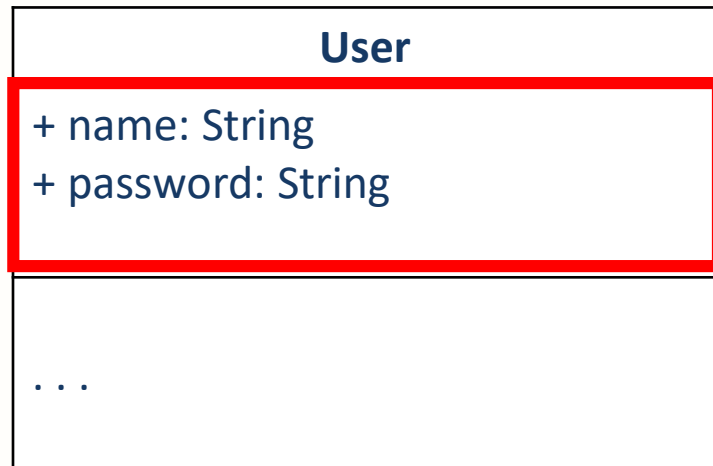 User
+ name: String
+ password: String
. . .